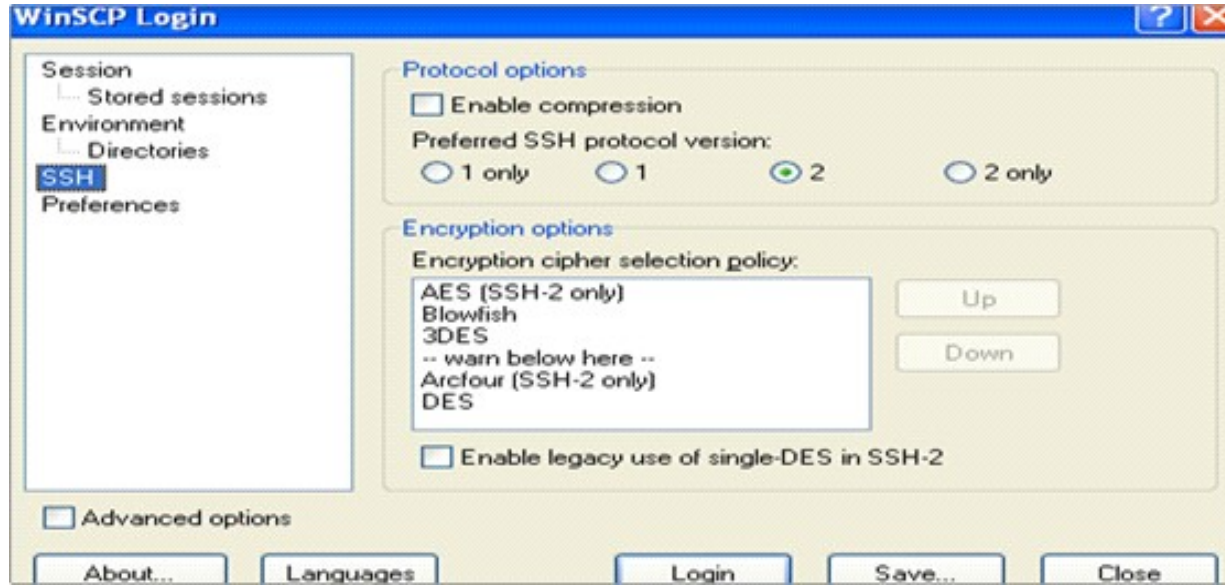 WinSCP Login
Session
Stored sessions
Environment
Directories
SSH
Preferences
Protocol options
Enable compression
Preferred SSH protocol version:
1 only 1 2 2 only
Encryption options
Encryption cipher selection policy:
AES (SSH-2 only)
Blowfish
3DES
-- warn below here --
Arcfour (SSH-2 only)
DES
Up
Down
Enable legacy use of single-DES in SSH-2
Advanced options
About... Languages Login Save... Close